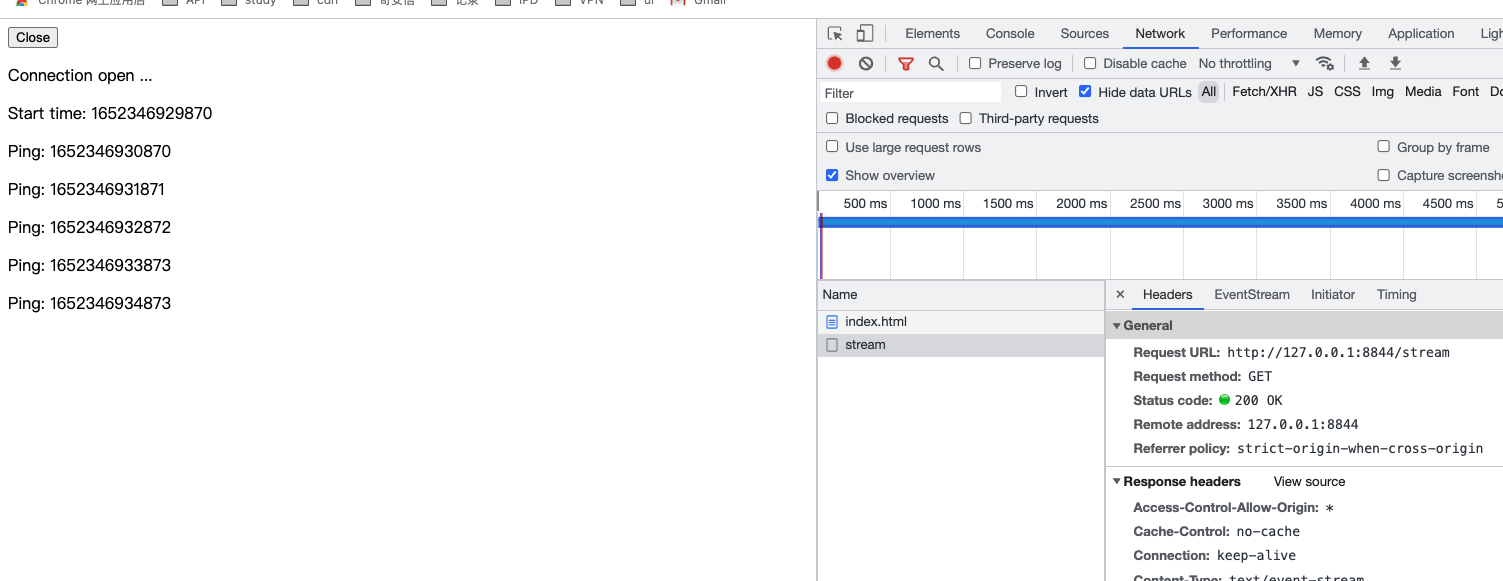 Chrome 网上应用店 API study cdn 奇安信 记录 IPD VPN ui Gmail
Close
Connection open ...
Start time: 1652346929870
Ping: 1652346930870
Ping: 1652346931871
Ping: 1652346932872
Ping: 1652346933873
Ping: 1652346934873
Elements Console Sources Network Performance Memory Application Ligh
Preserve log Disable cache No throttling
Filter Invert Hide data URLs All Fetch/XHR JS CSS Img Media Font Do
Blocked requests Third-party requests
Use large request rows Group by frame
Show overview Capture screensho
500 ms 1000 ms 1500 ms 2000 ms 2500 ms 3000 ms 3500 ms 4000 ms 4500 ms 5
Name
index.html
stream
× Headers EventStream Initiator Timing
General
Request URL: http://127.0.0.1:8844/stream
Request method: GET
Status code: 200 OK
Remote address: 127.0.0.1:8844
Referrer policy: strict-origin-when-cross-origin
Response headers View source
Access-Control-Allow-Origin: *
Cache-Control: no-cache
Connection: keep-alive
Content-Type: text/event-stream